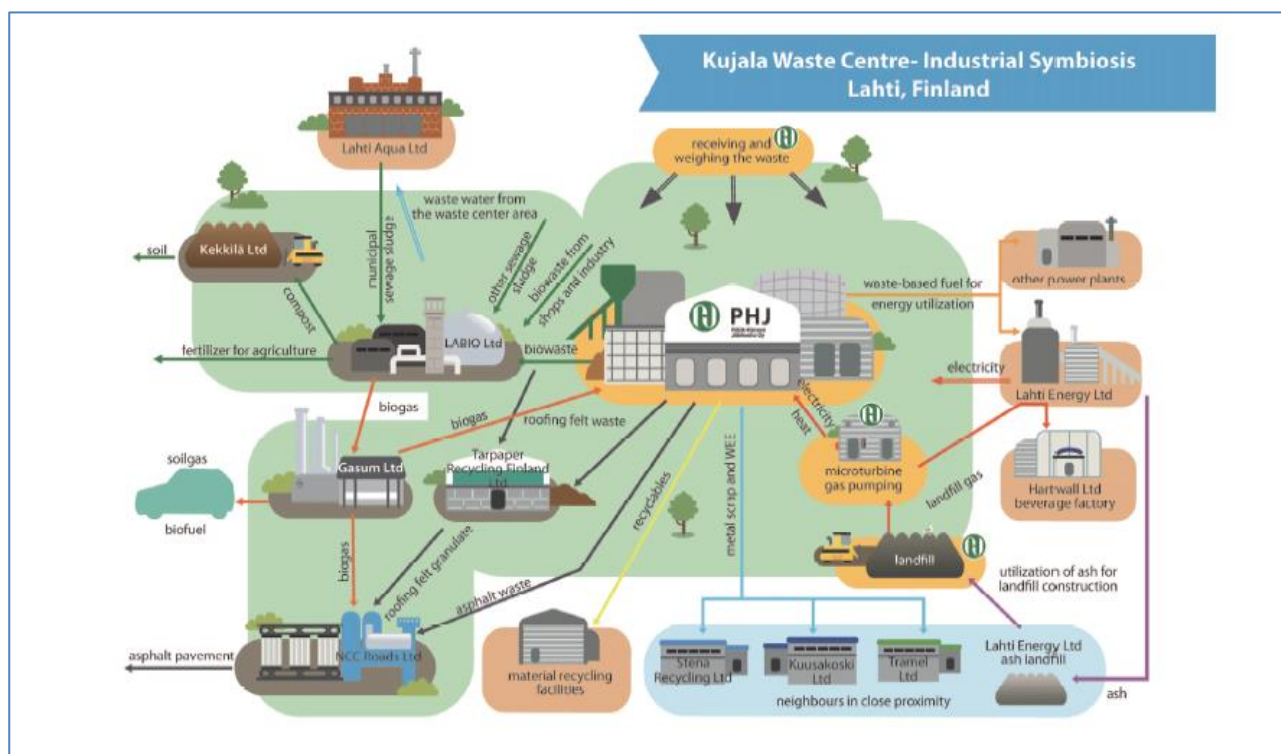 Kujala Waste Centre- Industrial Symbiosis
Lahti, Finland
Lahti Aqua Ltd
receiving and
weighing the waste
waste water from
the waste center area
municipal
sewage sludge
other sewage
sludge
biowaste from
shops and industry
soil
Kekkilä Ltd
compost
fertilizer for agriculture
LABIO Ltd
biowaste
PHJ
waste-based fuel for
energy utilization
other power plants
electricity
Lahti Energy Ltd
biogas
biogas
roofing felt waste
electricity
heat
microturbine
gas pumping
landfill gas
Hartwall Ltd
beverage factory
soilgas
biofuel
Gasum Ltd
Tarpaper
Recycling Finland
Ltd
recyclables
metal scrap and WEE
landfill
utilization of ash for
landfill construction
biogas
roofing felt granulate
asphalt waste
asphalt pavement
NCC Roads Ltd
material recycling
facilities
Stena
Recycling Ltd
Kuusakoski
Ltd
Tramel
Ltd
neighbours in close proximity
Lahti Energy Ltd
ash landfill
ash